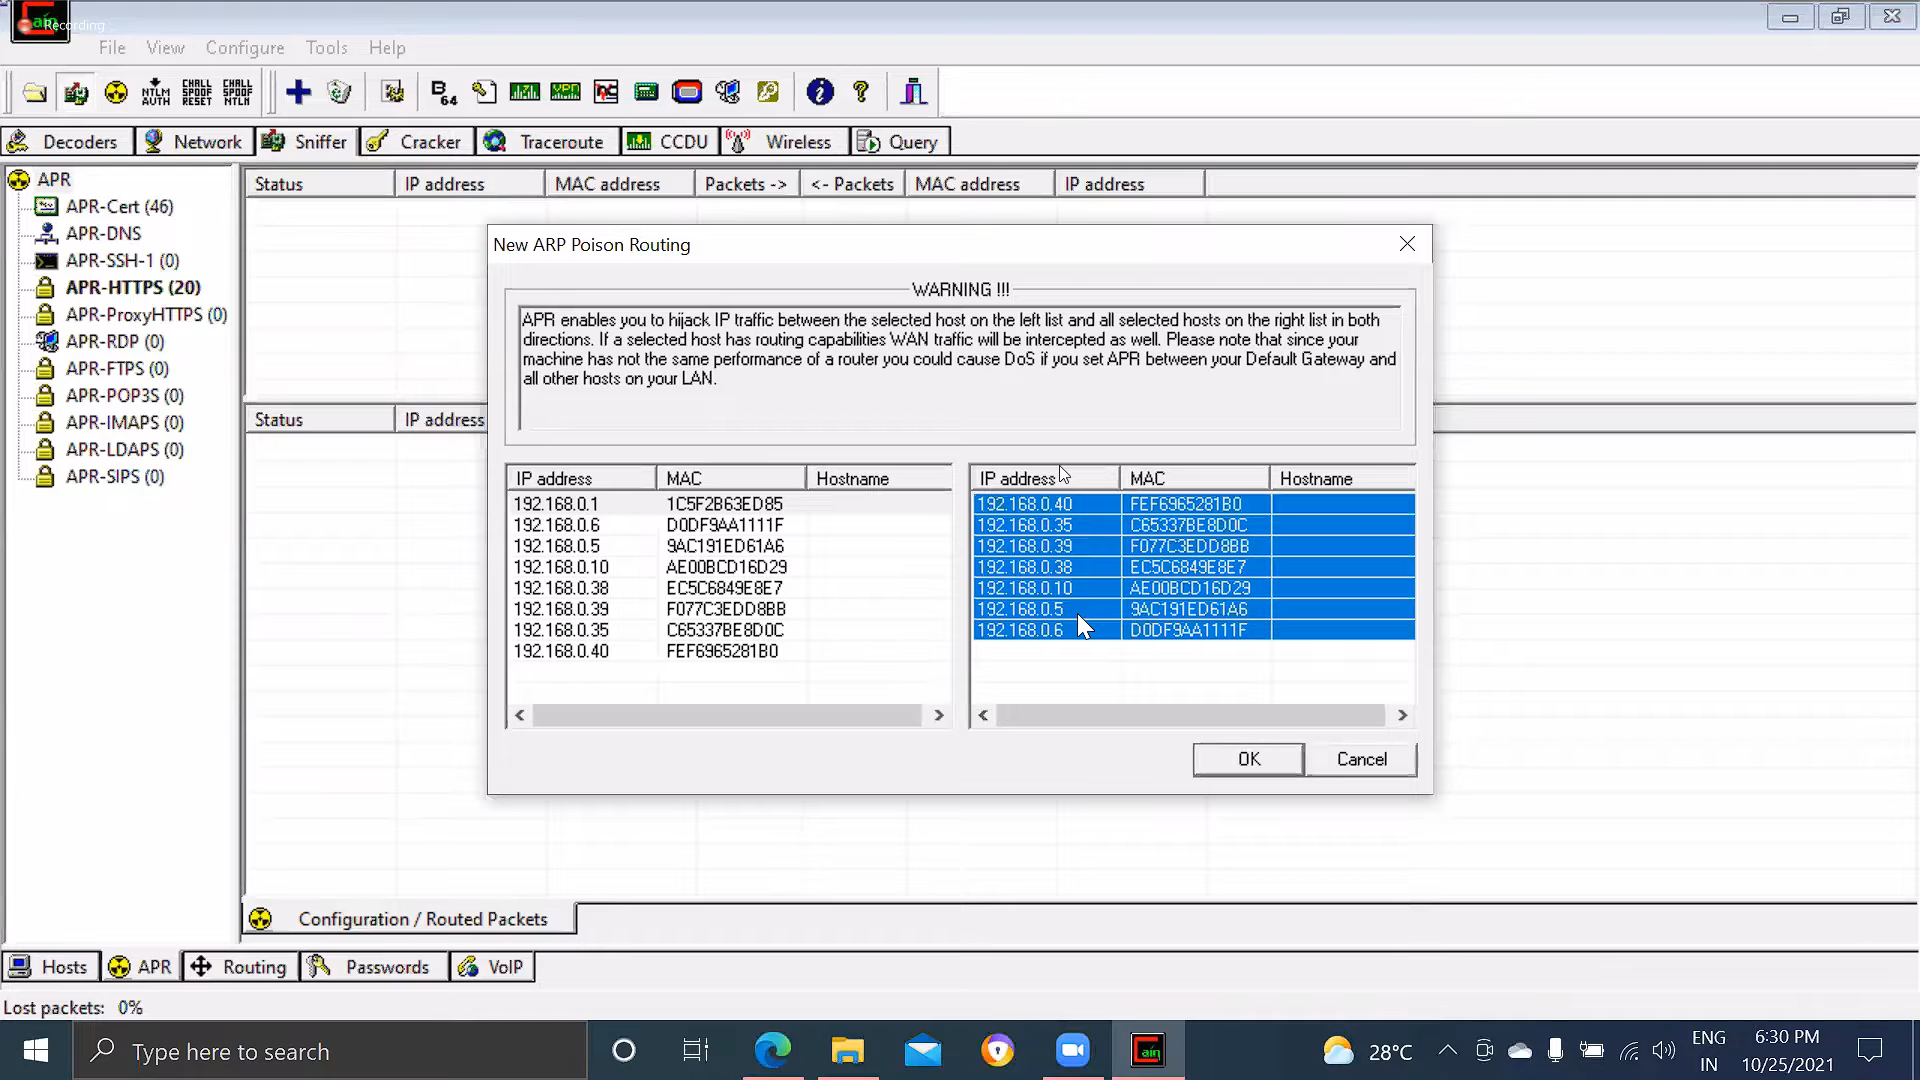 Cain
Recording
File View Configure Tools Help
NTLM AUTH CHALL SPOOF RESET CHALL SPOOF NTLM
B 64
Decoders Network Sniffer Cracker Traceroute CCDU Wireless Query
APR
APR-Cert (46)
APR-DNS
APR-SSH-1 (0)
APR-HTTPS (20)
APR-ProxyHTTPS (0)
APR-RDP (0)
APR-FTPS (0)
APR-POP3S (0)
APR-IMAPS (0)
APR-LDAPS (0)
APR-SIPS (0)
Status IP address MAC address Packets -> <- Packets MAC address IP address
Status IP address
New ARP Poison Routing
WARNING !!!
APR enables you to hijack IP traffic between the selected host on the left list and all selected hosts on the right list in both
directions. If a selected host has routing capabilities WAN traffic will be intercepted as well. Please note that since your
machine has not the same performance of a router you could cause DoS if you set APR between your Default Gateway and
all other hosts on your LAN.
IP address MAC Hostname
192.168.0.1 1C5F2B63ED85
192.168.0.6 D0DF9AA1111F
192.168.0.5 9AC191ED61A6
192.168.0.10 AE00BCD16D29
192.168.0.38 EC5C6849E8E7
192.168.0.39 F077C3EDD8BB
192.168.0.35 C65337BE8D0C
192.168.0.40 FEF6965281B0
IP address MAC Hostname
192.168.0.40 FEF6965281B0
192.168.0.35 C65337BE8D0C
192.168.0.39 F077C3EDD8BB
192.168.0.38 EC5C6849E8E7
192.168.0.10 AE00BCD16D29
192.168.0.5 9AC191ED61A6
192.168.0.6 D0DF9AA1111F
OK Cancel
Configuration / Routed Packets
Hosts APR Routing Passwords VoIP
Lost packets: 0%
Type here to search
Cain
28°C
ENG
IN
6:30 PM
10/25/2021